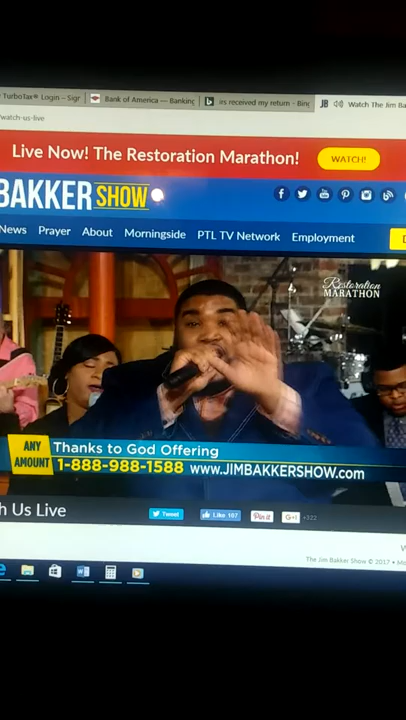 TurboTax® Login – Sign
Bank of America — Banking
irs received my return - Bing
JB
Watch The Jim Ba
/watch-us-live
Live Now! The Restoration Marathon!
WATCH!
BAKKER SHOW
News Prayer About Morningside PTL TV Network Employment
Restoration
MARATHON
ANY
AMOUNT
Thanks to God Offering
1-888-988-1588 www.JIMBAKKERSHOW.com
h Us Live
Tweet
Like 107
Pin it
G+
+322
The Jim Bakker Show © 2017 • Mo